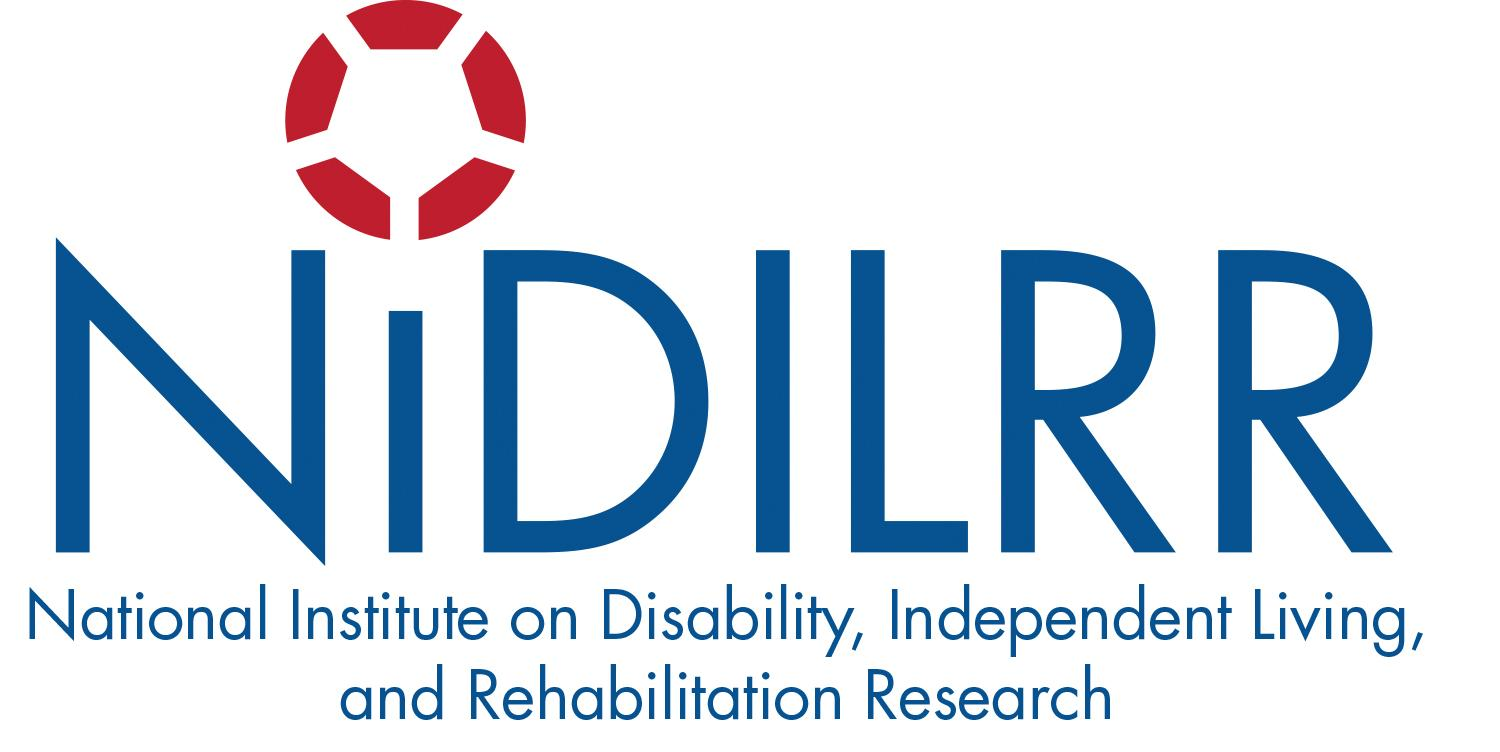 NiDILRR
National Institute on Disability, Independent Living,
and Rehabilitation Research